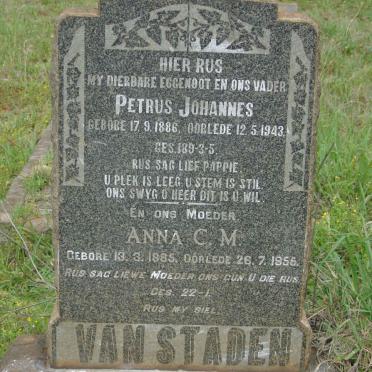 HIER RUS
MY DIERBARE EGGENOOT EN ONS VADER
PETRUS JOHANNES
GEBORE 17.9.1886, OORLEDE 12.5.1943.
GES. 189-3-5.
RUS SAG LIEF PAPPIE
U PLEK IS LEEG U STEM IS STIL
ONS SWYG O HEER DIT IS U WIL
EN ONS MOEDER
ANNA C. M.
GEBORE 13.3.1885, OORLEDE 26.7.1955.
RUS SAG LIEWE MOEDER ONS GUN U DIE RUS
GES. 22-1.
RUS MY SIEL
VAN STADEN